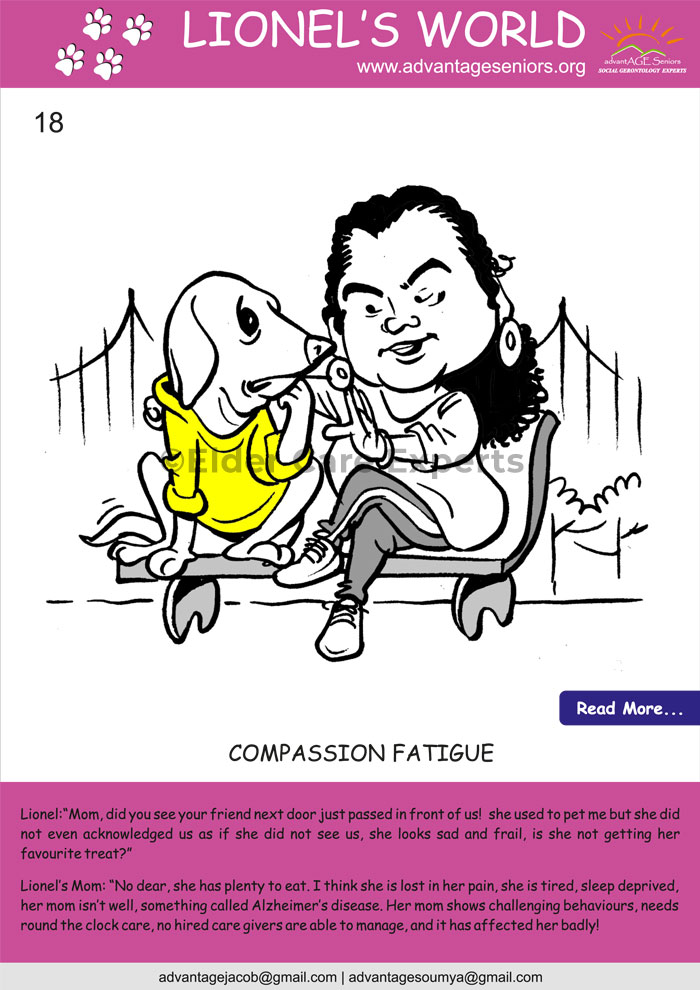 LIONEL'S WORLD
www.advantageseniors.org
advantAGE Seniors
SOCIAL GERONTOLOGY EXPERTS
18
©Elder Care Experts
Read More...
COMPASSION FATIGUE
Lionel:“Mom, did you see your friend next door just passed in front of us! she used to pet me but she did
not even acknowledged us as if she did not see us, she looks sad and frail, is she not getting her
favourite treat?”
Lionel’s Mom: “No dear, she has plenty to eat. I think she is lost in her pain, she is tired, sleep deprived,
her mom isn’t well, something called Alzheimer’s disease. Her mom shows challenging behaviours, needs
round the clock care, no hired care givers are able to manage, and it has affected her badly!
advantagejacob@gmail.com | advantagesoumya@gmail.com